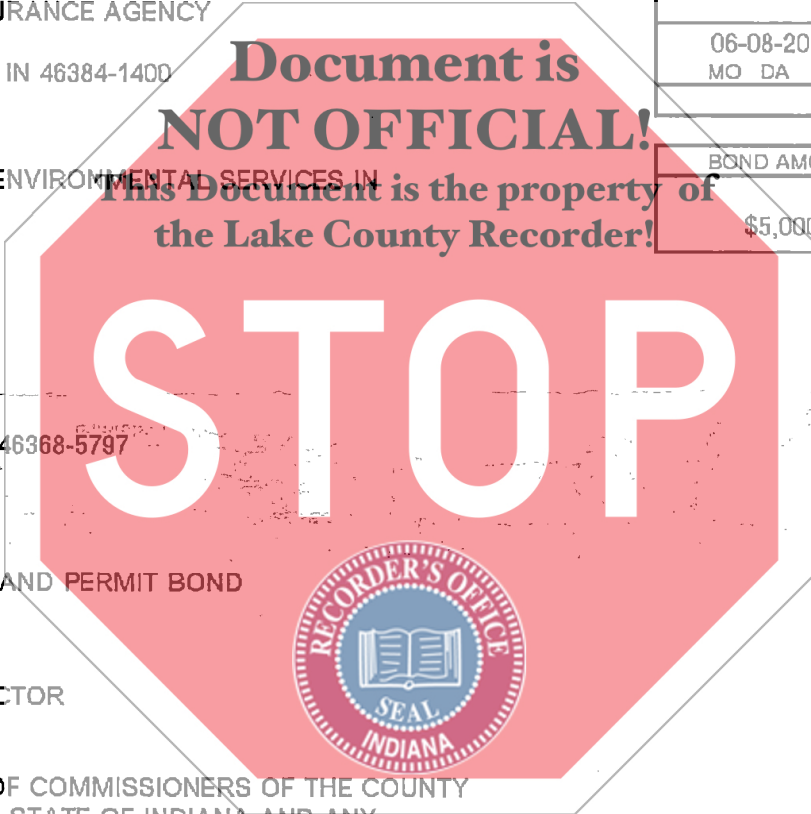 RANCE AGENCY
06-08-20
IN 46384-1400
MO DA
Document is
NOT OFFICIAL!
BOND AMO
ENVIRONMENTAL SERVICES IN
This Document is the property of
the Lake County Recorder!
$5,000
STOP
46368-5797
AND PERMIT BOND
RECORDER'S OFFICE
SEAL
INDIANA
CTOR
OF COMMISSIONERS OF THE COUNTY
STATE OF INDIANA AND ANY